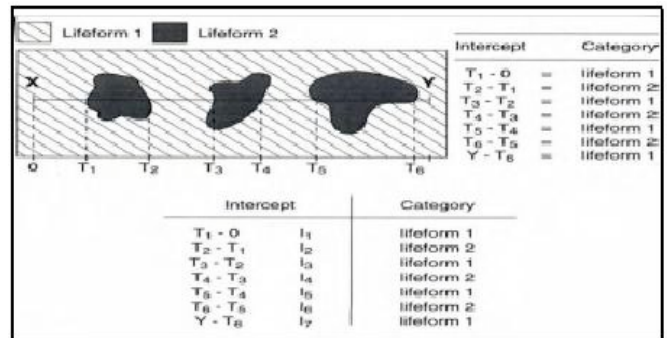 Lifeform 1 Lifeform 2
X Y
0 T1 T2 T3 T4 T5 T6
Intercept Category
T1 - 0 = lifeform 1
T2 - T1 = lifeform 2
T3 - T2 = lifeform 1
T4 - T3 = lifeform 2
T5 - T4 = lifeform 1
T6 - T5 = lifeform 2
Y - T6 = lifeform 1
Intercept Category
T1 - 0 I1 lifeform 1
T2 - T1 I2 lifeform 2
T3 - T2 I3 lifeform 1
T4 - T3 I4 lifeform 2
T5 - T4 I5 lifeform 1
T6 - T5 I6 lifeform 2
Y - T6 I7 lifeform 1